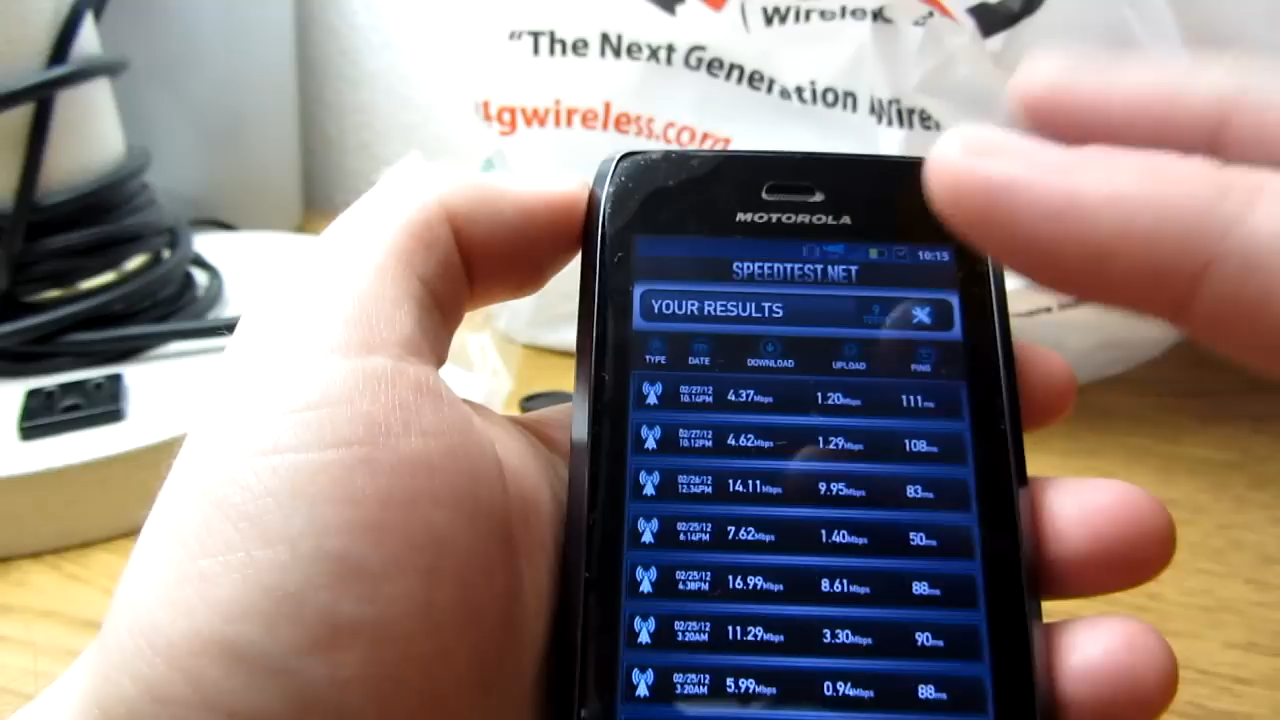 Wireless
"The Next Generation Wire
4gwireless.com
MOTOROLA
10:15
SPEEDTEST.NET
YOUR RESULTS
TYPE DATE DOWNLOAD UPLOAD PING
02/27/12 10:14PM 4.37Mbps 1.20Mbps 111ms
02/27/12 10:12PM 4.62Mbps 1.29Mbps 108ms
02/26/12 12:34PM 14.11Mbps 9.95Mbps 83ms
02/25/12 6:14PM 7.62Mbps 1.40Mbps 50ms
02/25/12 4:38PM 16.99Mbps 8.61Mbps 88ms
02/25/12 3:20AM 11.29Mbps 3.30Mbps 90ms
02/25/12 3:20AM 5.99Mbps 0.94Mbps 88ms